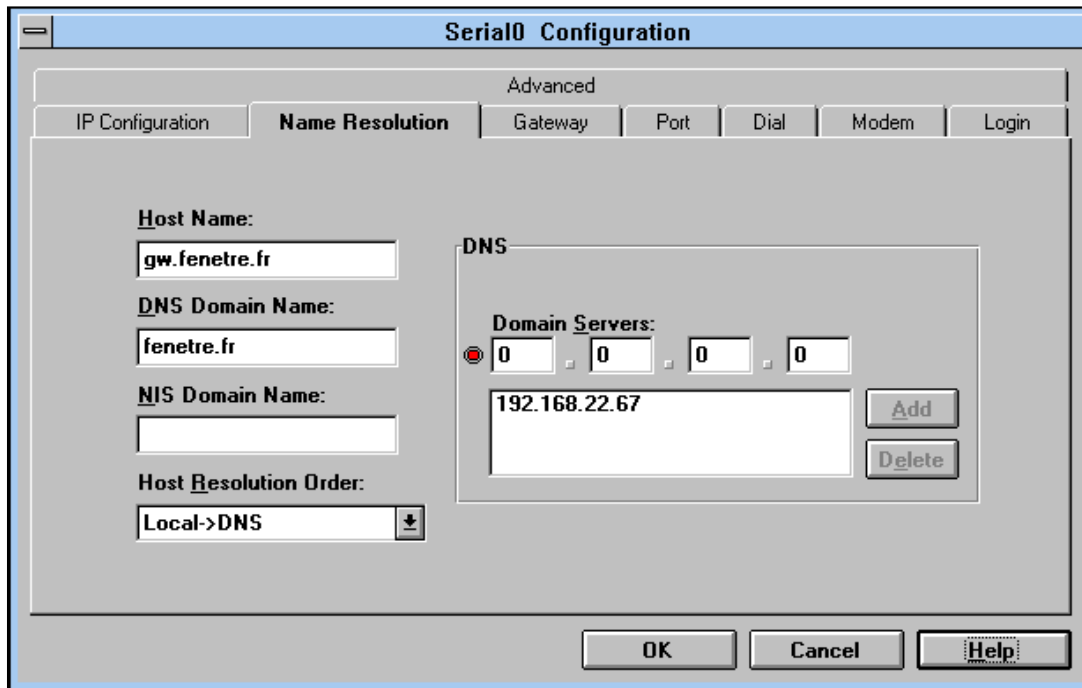 Serial0 Configuration
Advanced
IP Configuration Name Resolution Gateway Port Dial Modem Login
Host Name:
gw.fenetre.fr
DNS Domain Name:
fenetre.fr
NIS Domain Name:
Host Resolution Order:
Local->DNS
DNS
Domain Servers:
0 . 0 . 0 . 0
192.168.22.67
Add
Delete
OK Cancel Help